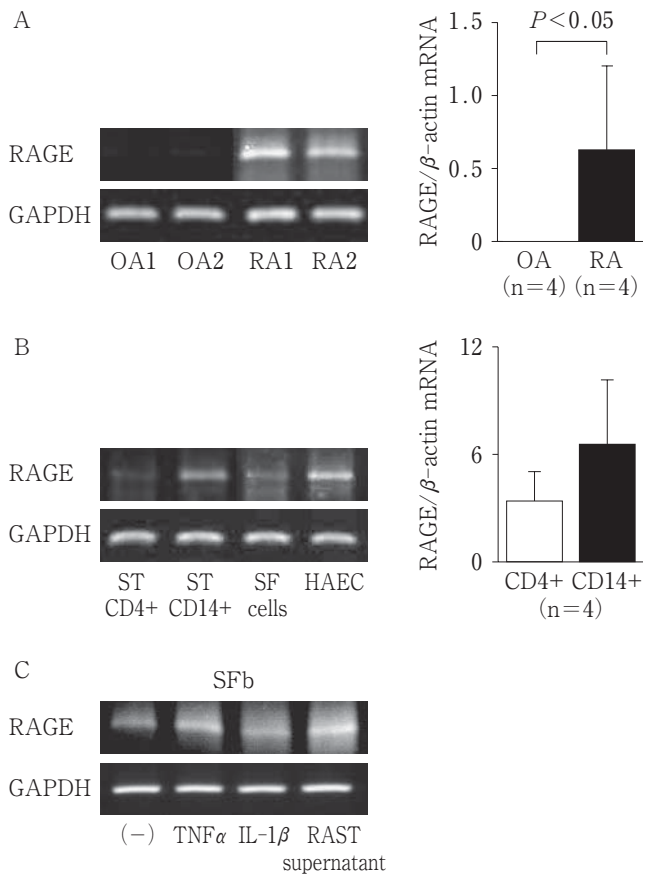 A
RAGE
GAPDH
OA1 OA2 RA1 RA2
RAGE/β-actin mRNA
1.5
1.0
0.5
0
P<0.05
OA RA
(n=4) (n=4)
B
RAGE
GAPDH
ST ST SF HAEC
CD4+ CD14+ cells
RAGE/β-actin mRNA
12
6
0
CD4+ CD14+
(n=4)
C
SFb
RAGE
GAPDH
(−) TNFα IL-1β RAST
supernatant